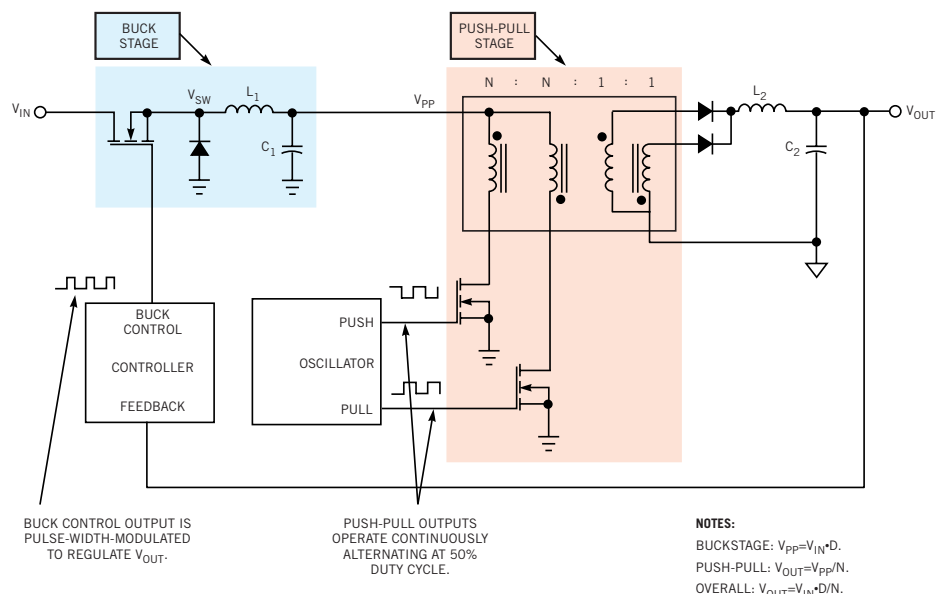 BUCK
STAGE
PUSH-PULL
STAGE
N : N : 1 : 1
V_IN
V_SW
L_1
V_PP
L_2
V_OUT
C_1
C_2
BUCK
CONTROL
CONTROLLER
FEEDBACK
PUSH
OSCILLATOR
PULL
BUCK CONTROL OUTPUT IS
PULSE-WIDTH-MODULATED
TO REGULATE V_OUT.
PUSH-PULL OUTPUTS
OPERATE CONTINUOUSLY
ALTERNATING AT 50%
DUTY CYCLE.
NOTES:
BUCKSTAGE: V_PP=V_IN•D.
PUSH-PULL: V_OUT=V_PP/N.
OVERALL: V_OUT=V_IN•D/N.